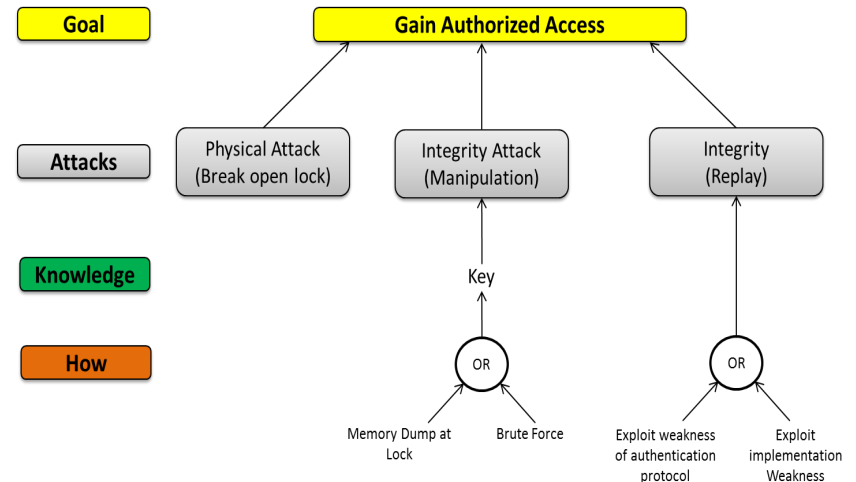 Goal
Gain Authorized Access
Attacks
Physical Attack
(Break open lock)
Integrity Attack
(Manipulation)
Integrity
(Replay)
Knowledge
Key
How
OR
OR
Memory Dump at
Lock
Brute Force
Exploit weakness
of authentication
protocol
Exploit
implementation
Weakness